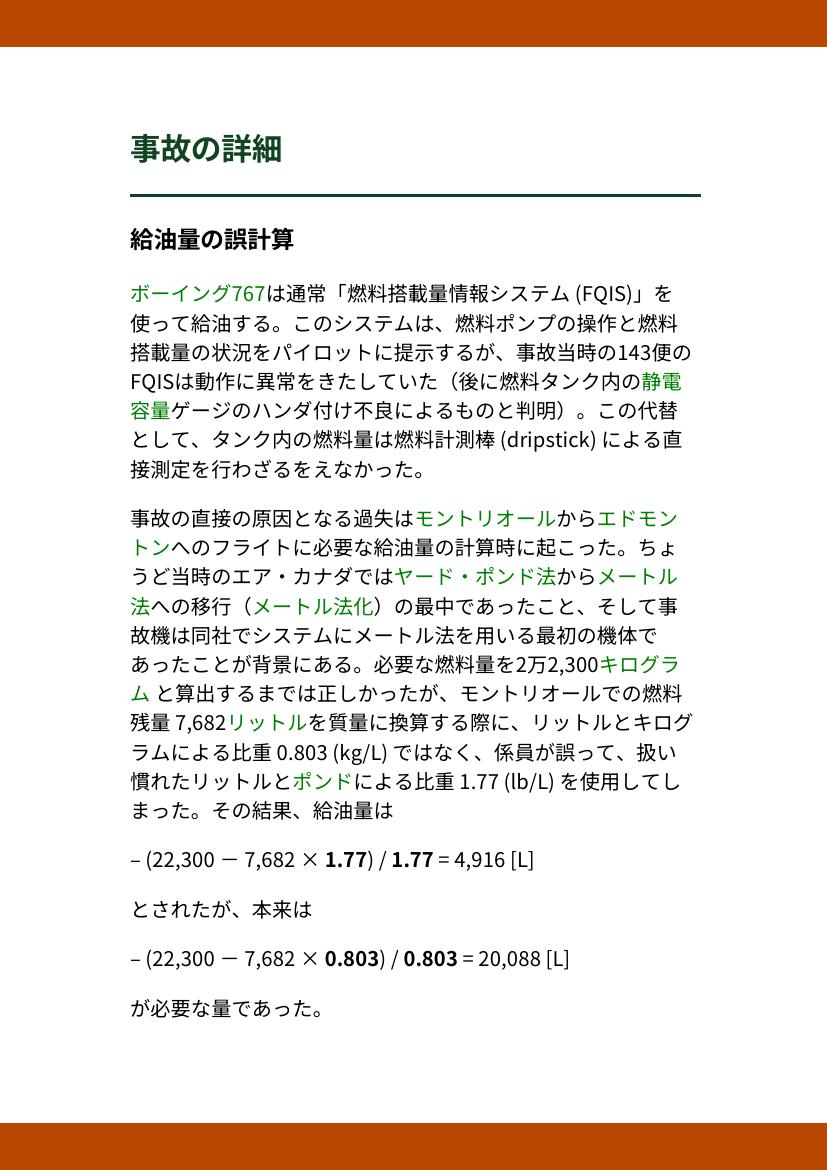 事故の詳細
給油量の誤計算
ボーイング767は通常「燃料搭載量情報システム (FQIS)」を
使って給油する。このシステムは、燃料ポンプの操作と燃料
搭載量の状況をパイロットに提示するが、事故当時の143便の
FQISは動作に異常をきたしていた（後に燃料タンク内の静電
容量ゲージのハンダ付け不良によるものと判明）。この代替
として、タンク内の燃料量は燃料計測棒 (dripstick) による直
接測定を行わざるをえなかった。
事故の直接の原因となる過失はモントリオールからエドモン
トンへのフライトに必要な給油量の計算時に起こった。ちょ
うど当時のエア・カナダではヤード・ポンド法からメートル
法への移行（メートル法化）の最中であったこと、そして事
故機は同社でシステムにメートル法を用いる最初の機体で
あったことが背景にある。必要な燃料量を2万2,300キログラ
ム と算出するまでは正しかったが、モントリオールでの燃料
残量 7,682リットルを質量に換算する際に、リットルとキログ
ラムによる比重 0.803 (kg/L) ではなく、係員が誤って、扱い
慣れたリットルとポンドによる比重 1.77 (lb/L) を使用してし
まった。その結果、給油量は
– (22,300 － 7,682 × 1.77) / 1.77 = 4,916 [L]
とされたが、本来は
– (22,300 － 7,682 × 0.803) / 0.803 = 20,088 [L]
が必要な量であった。